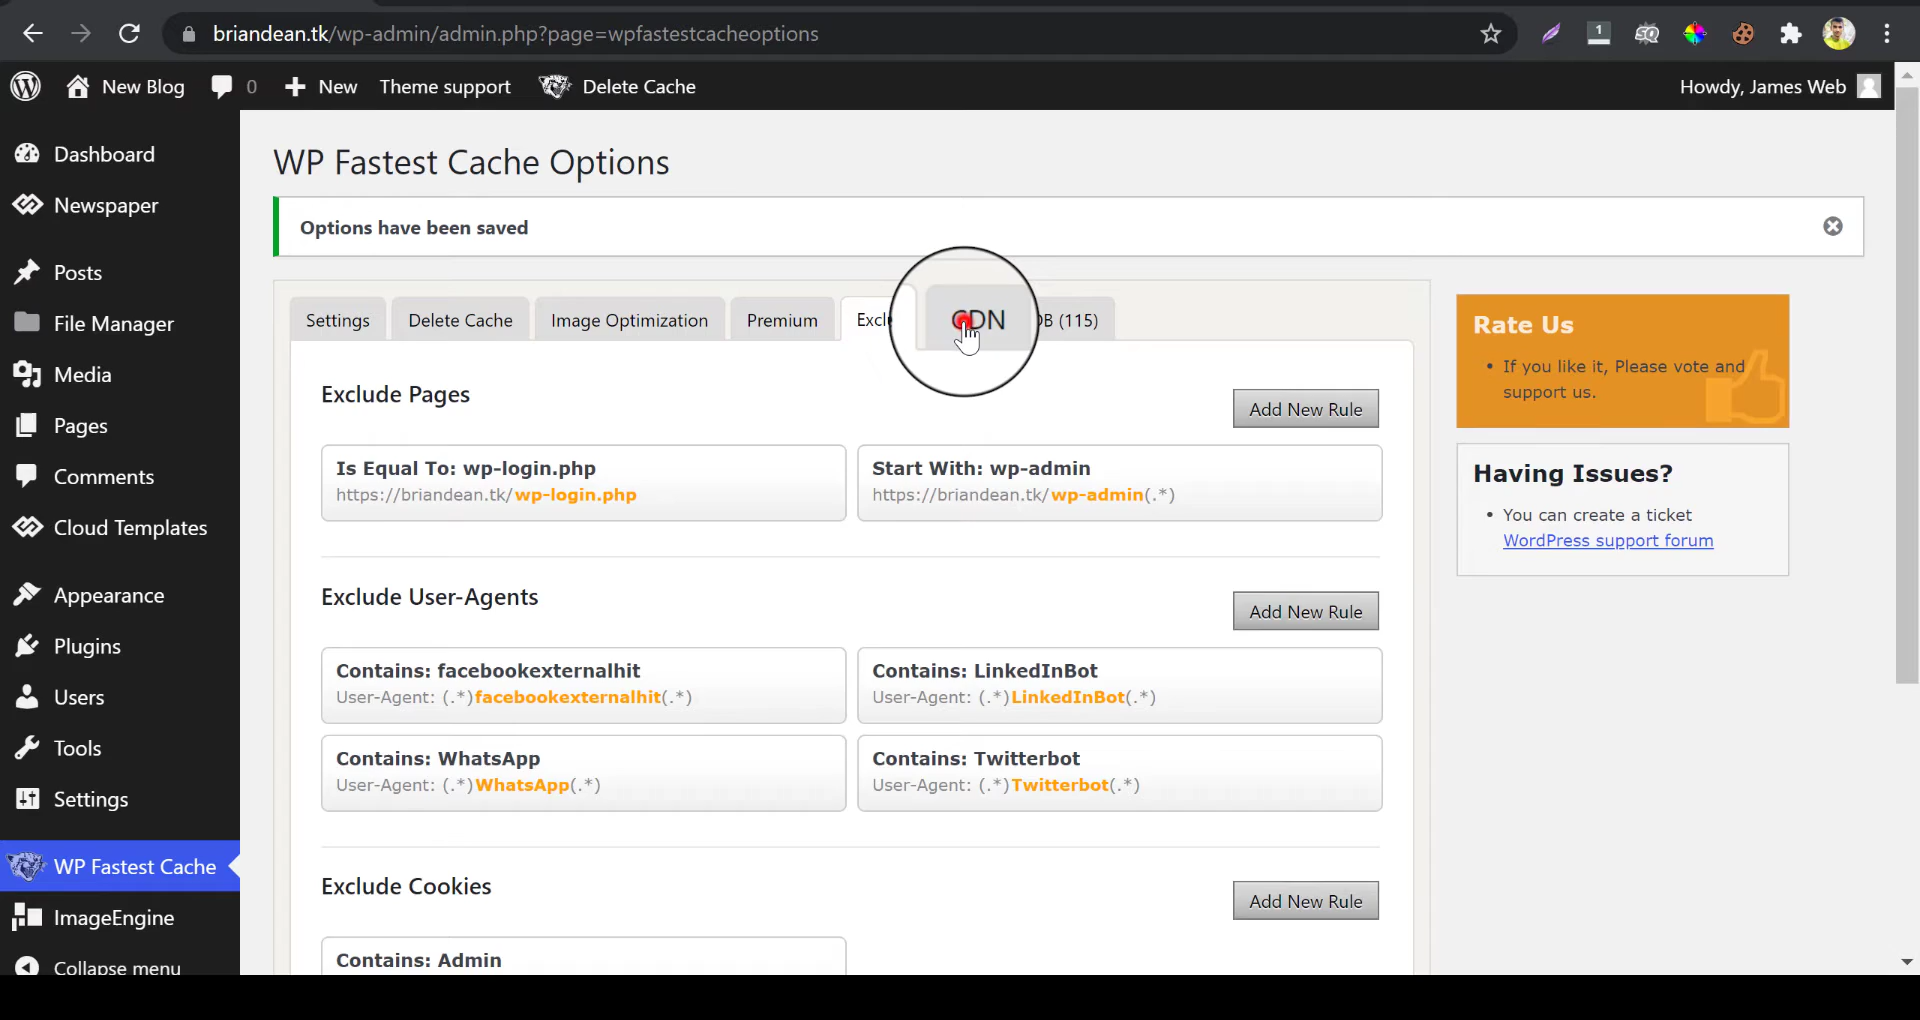 briandean.tk/wp-admin/admin.php?page=wpfastestcacheoptions
1
New Blog 0 New Theme support Delete Cache Howdy, James Web
Dashboard
Newspaper
Posts
File Manager
Media
Pages
Comments
Cloud Templates
Appearance
Plugins
Users
Tools
Settings
WP Fastest Cache
ImageEngine
Collapse menu
WP Fastest Cache Options
Options have been saved
Settings Delete Cache Image Optimization Premium Excl CDN DB (115)
Exclude Pages
Add New Rule
Is Equal To: wp-login.php
https://briandean.tk/wp-login.php
Start With: wp-admin
https://briandean.tk/wp-admin(.*)
Exclude User-Agents
Add New Rule
Contains: facebookexternalhit
User-Agent: (.*)facebookexternalhit(.*)
Contains: LinkedInBot
User-Agent: (.*)LinkedInBot(.*)
Contains: WhatsApp
User-Agent: (.*)WhatsApp(.*)
Contains: Twitterbot
User-Agent: (.*)Twitterbot(.*)
Exclude Cookies
Add New Rule
Contains: Admin
Rate Us
• If you like it, Please vote and
support us.
Having Issues?
• You can create a ticket
WordPress support forum